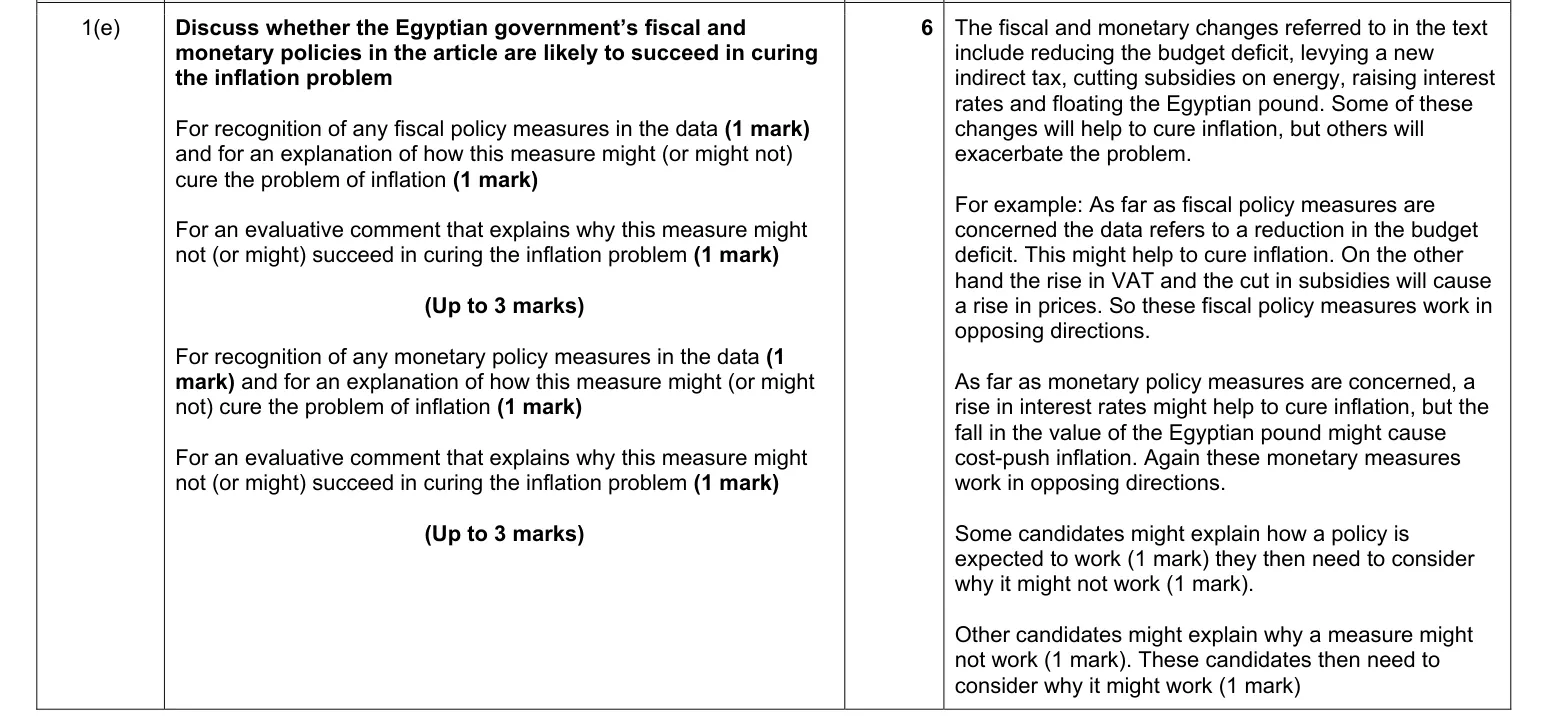 1(e)
Discuss whether the Egyptian government’s fiscal and
monetary policies in the article are likely to succeed in curing
the inflation problem
For recognition of any fiscal policy measures in the data (1 mark)
and for an explanation of how this measure might (or might not)
cure the problem of inflation (1 mark)
For an evaluative comment that explains why this measure might
not (or might) succeed in curing the inflation problem (1 mark)
(Up to 3 marks)
For recognition of any monetary policy measures in the data (1
mark) and for an explanation of how this measure might (or might
not) cure the problem of inflation (1 mark)
For an evaluative comment that explains why this measure might
not (or might) succeed in curing the inflation problem (1 mark)
(Up to 3 marks)
6
The fiscal and monetary changes referred to in the text
include reducing the budget deficit, levying a new
indirect tax, cutting subsidies on energy, raising interest
rates and floating the Egyptian pound. Some of these
changes will help to cure inflation, but others will
exacerbate the problem.
For example: As far as fiscal policy measures are
concerned the data refers to a reduction in the budget
deficit. This might help to cure inflation. On the other
hand the rise in VAT and the cut in subsidies will cause
a rise in prices. So these fiscal policy measures work in
opposing directions.
As far as monetary policy measures are concerned, a
rise in interest rates might help to cure inflation, but the
fall in the value of the Egyptian pound might cause
cost-push inflation. Again these monetary measures
work in opposing directions.
Some candidates might explain how a policy is
expected to work (1 mark) they then need to consider
why it might not work (1 mark).
Other candidates might explain why a measure might
not work (1 mark). These candidates then need to
consider why it might work (1 mark)